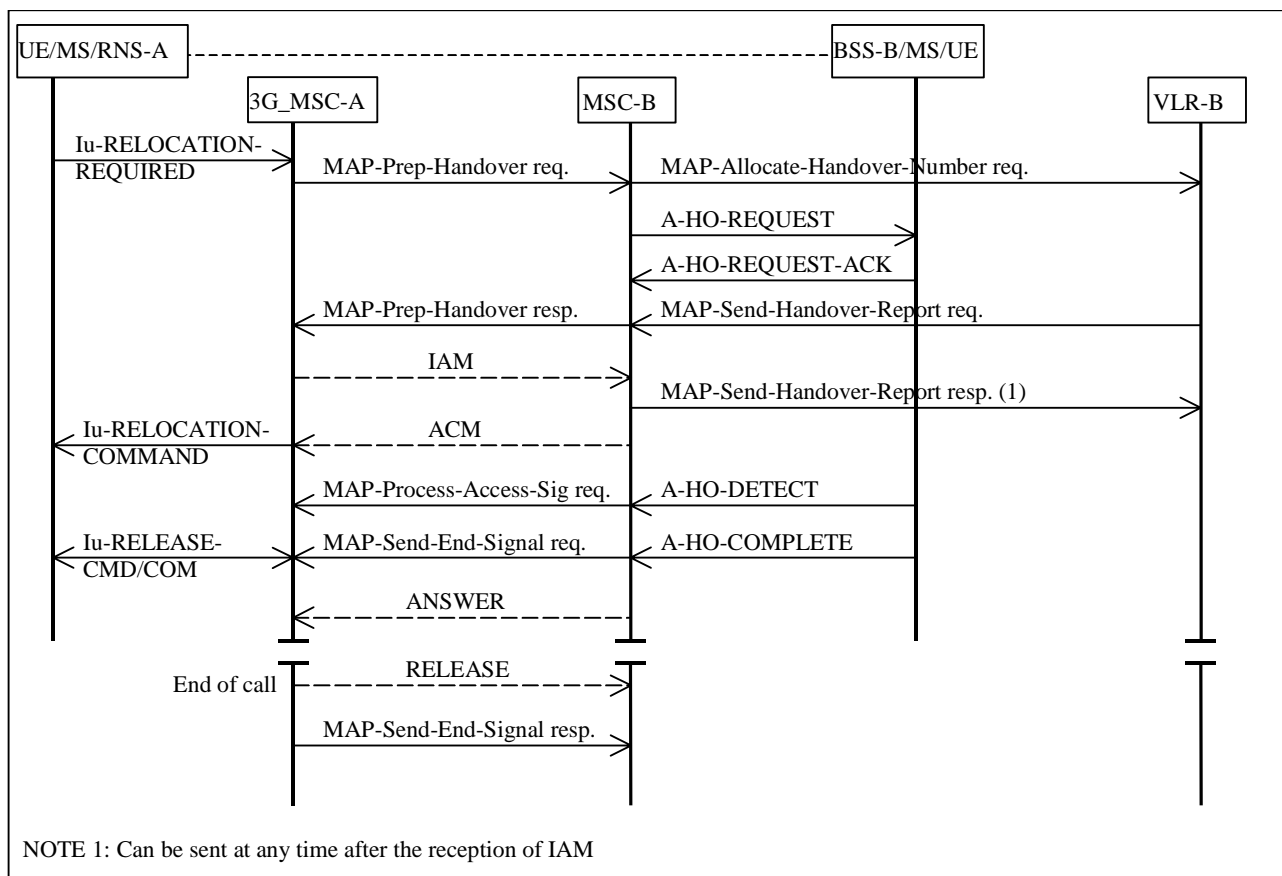 UE/MS/RNS-A
BSS-B/MS/UE
3G_MSC-A
MSC-B
VLR-B
Iu-RELOCATION-
REQUIRED
MAP-Prep-Handover req.
MAP-Allocate-Handover-Number req.
A-HO-REQUEST
A-HO-REQUEST-ACK
MAP-Prep-Handover resp.
MAP-Send-Handover-Report req.
IAM
MAP-Send-Handover-Report resp. (1)
Iu-RELOCATION-
COMMAND
ACM
MAP-Process-Access-Sig req.
A-HO-DETECT
Iu-RELEASE-
CMD/COM
MAP-Send-End-Signal req.
A-HO-COMPLETE
ANSWER
RELEASE
End of call
MAP-Send-End-Signal resp.
NOTE 1: Can be sent at any time after the reception of IAM